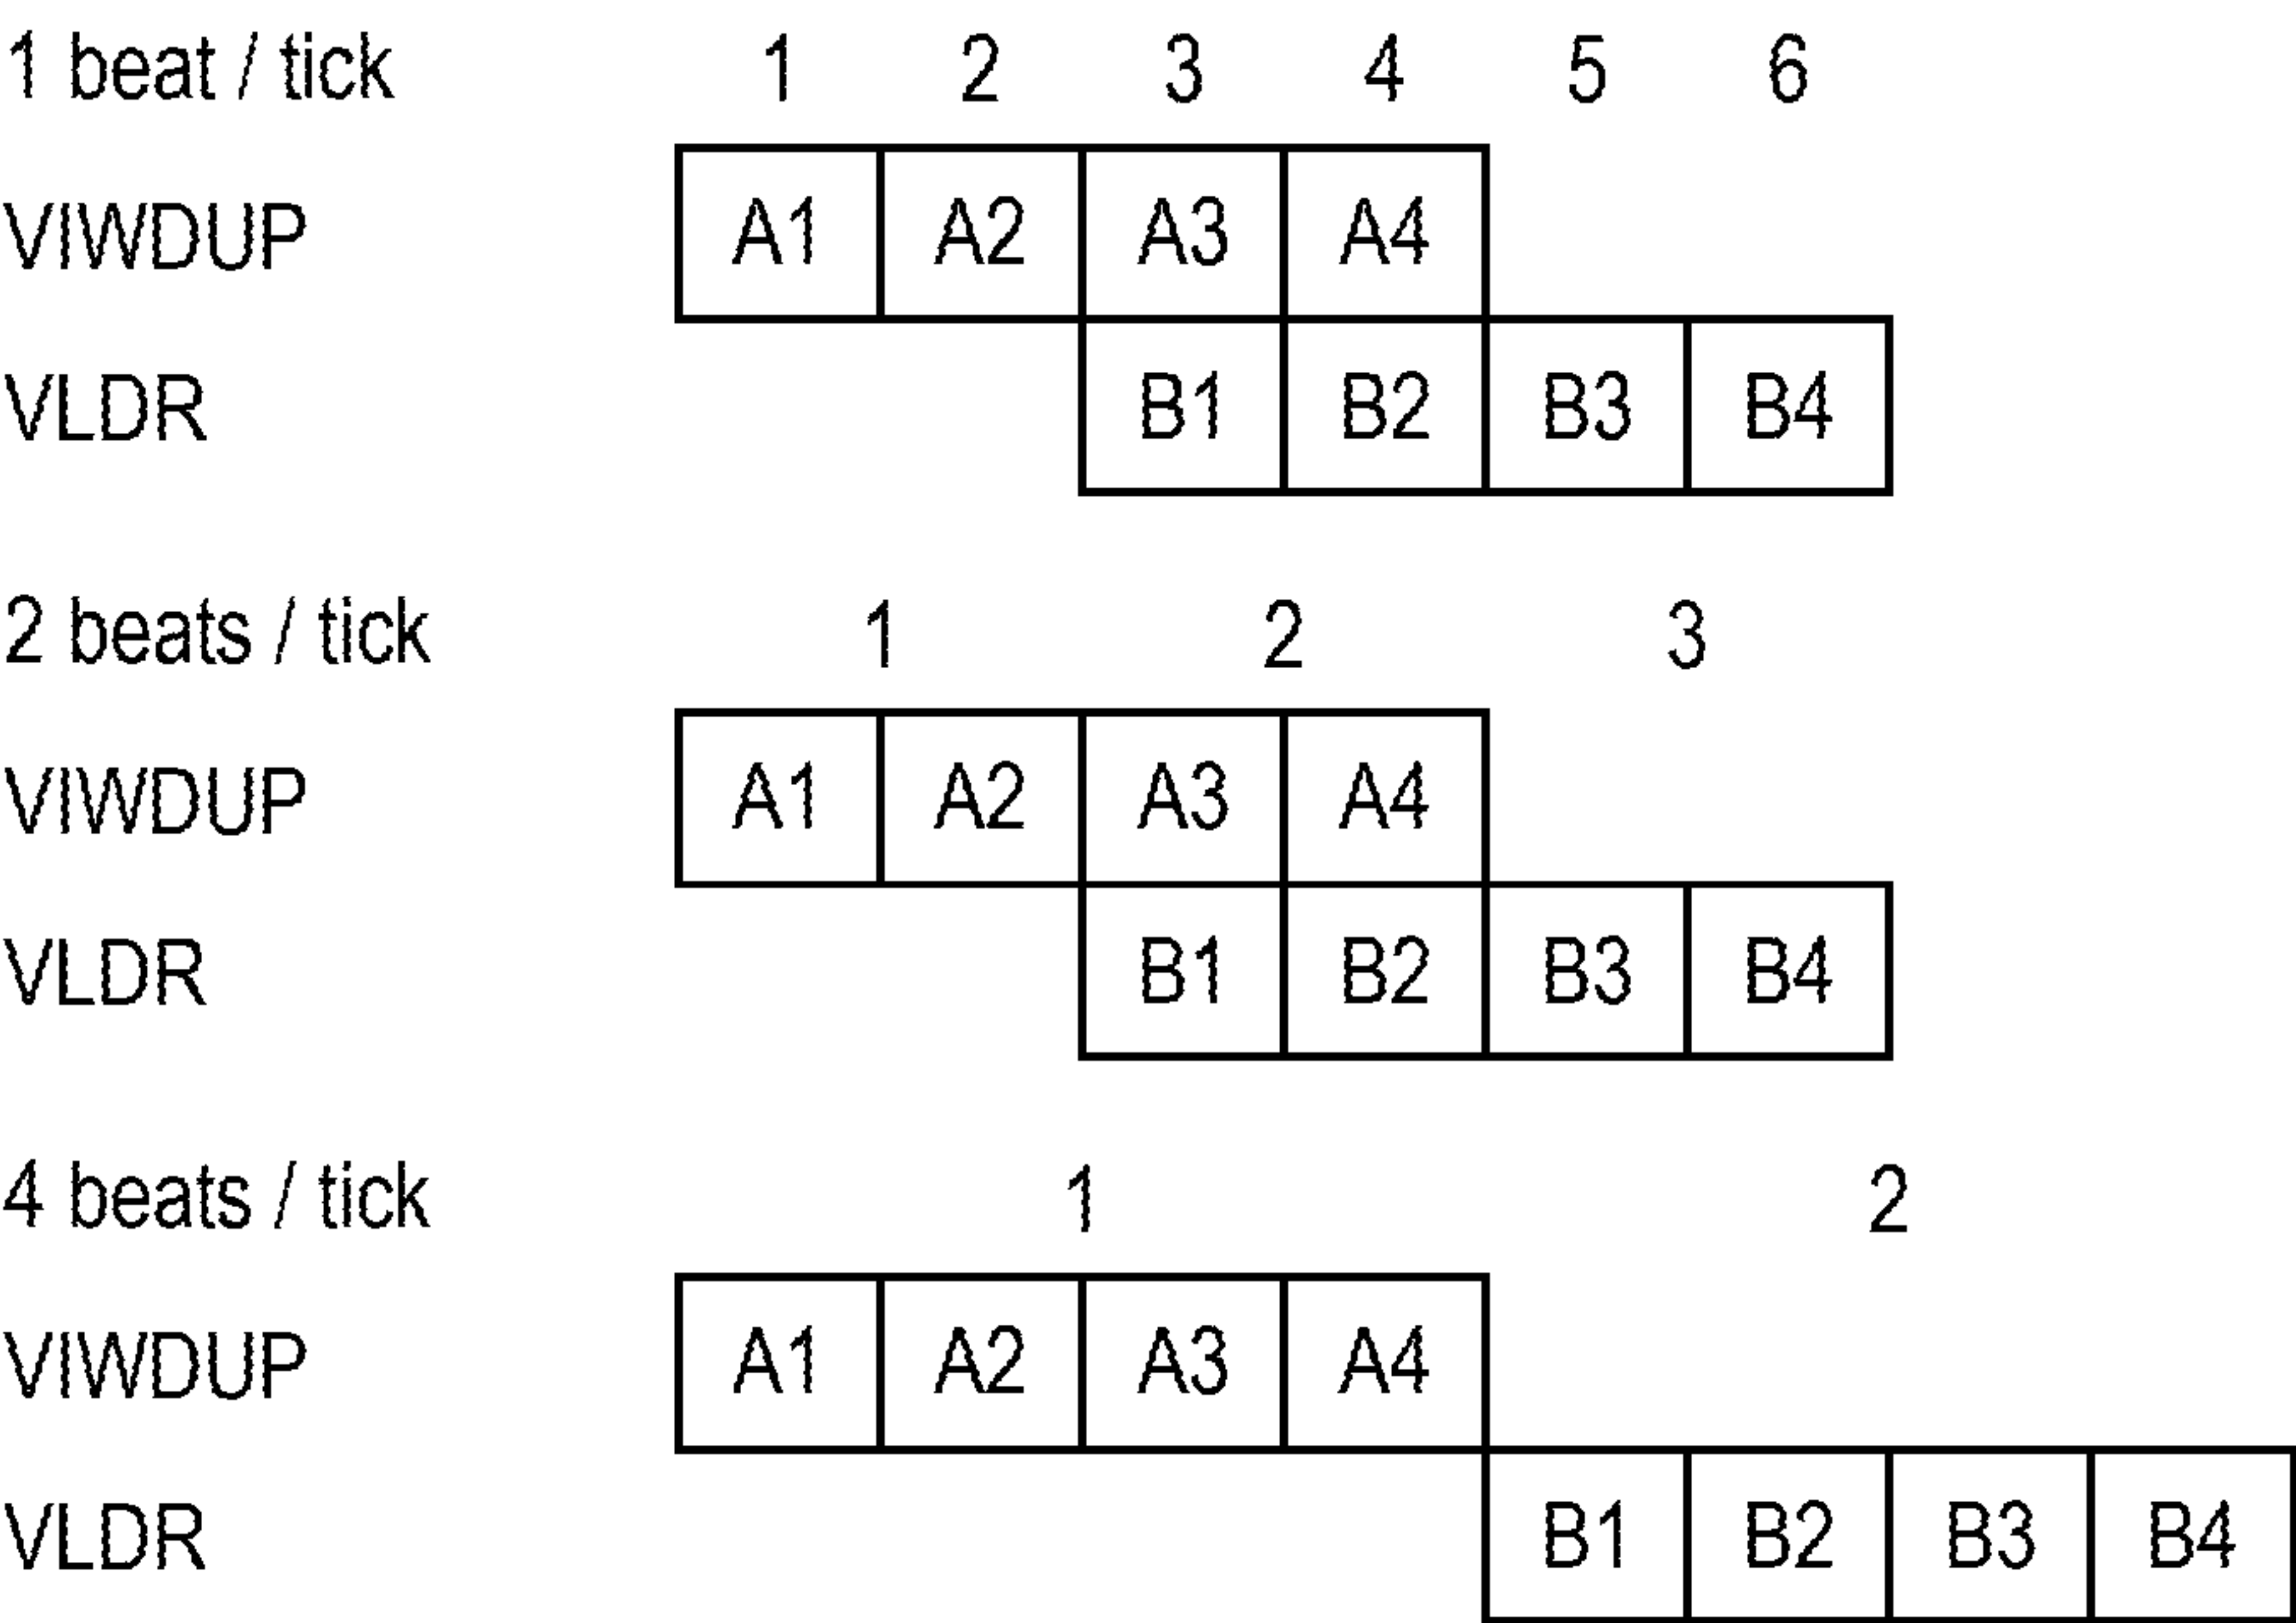 1 beat / tick 1 2 3 4 5 6
VIWDUP A1 A2 A3 A4
VLDR B1 B2 B3 B4
2 beats / tick 1 2 3
VIWDUP A1 A2 A3 A4
VLDR B1 B2 B3 B4
4 beats / tick 1 2
VIWDUP A1 A2 A3 A4
VLDR B1 B2 B3 B4